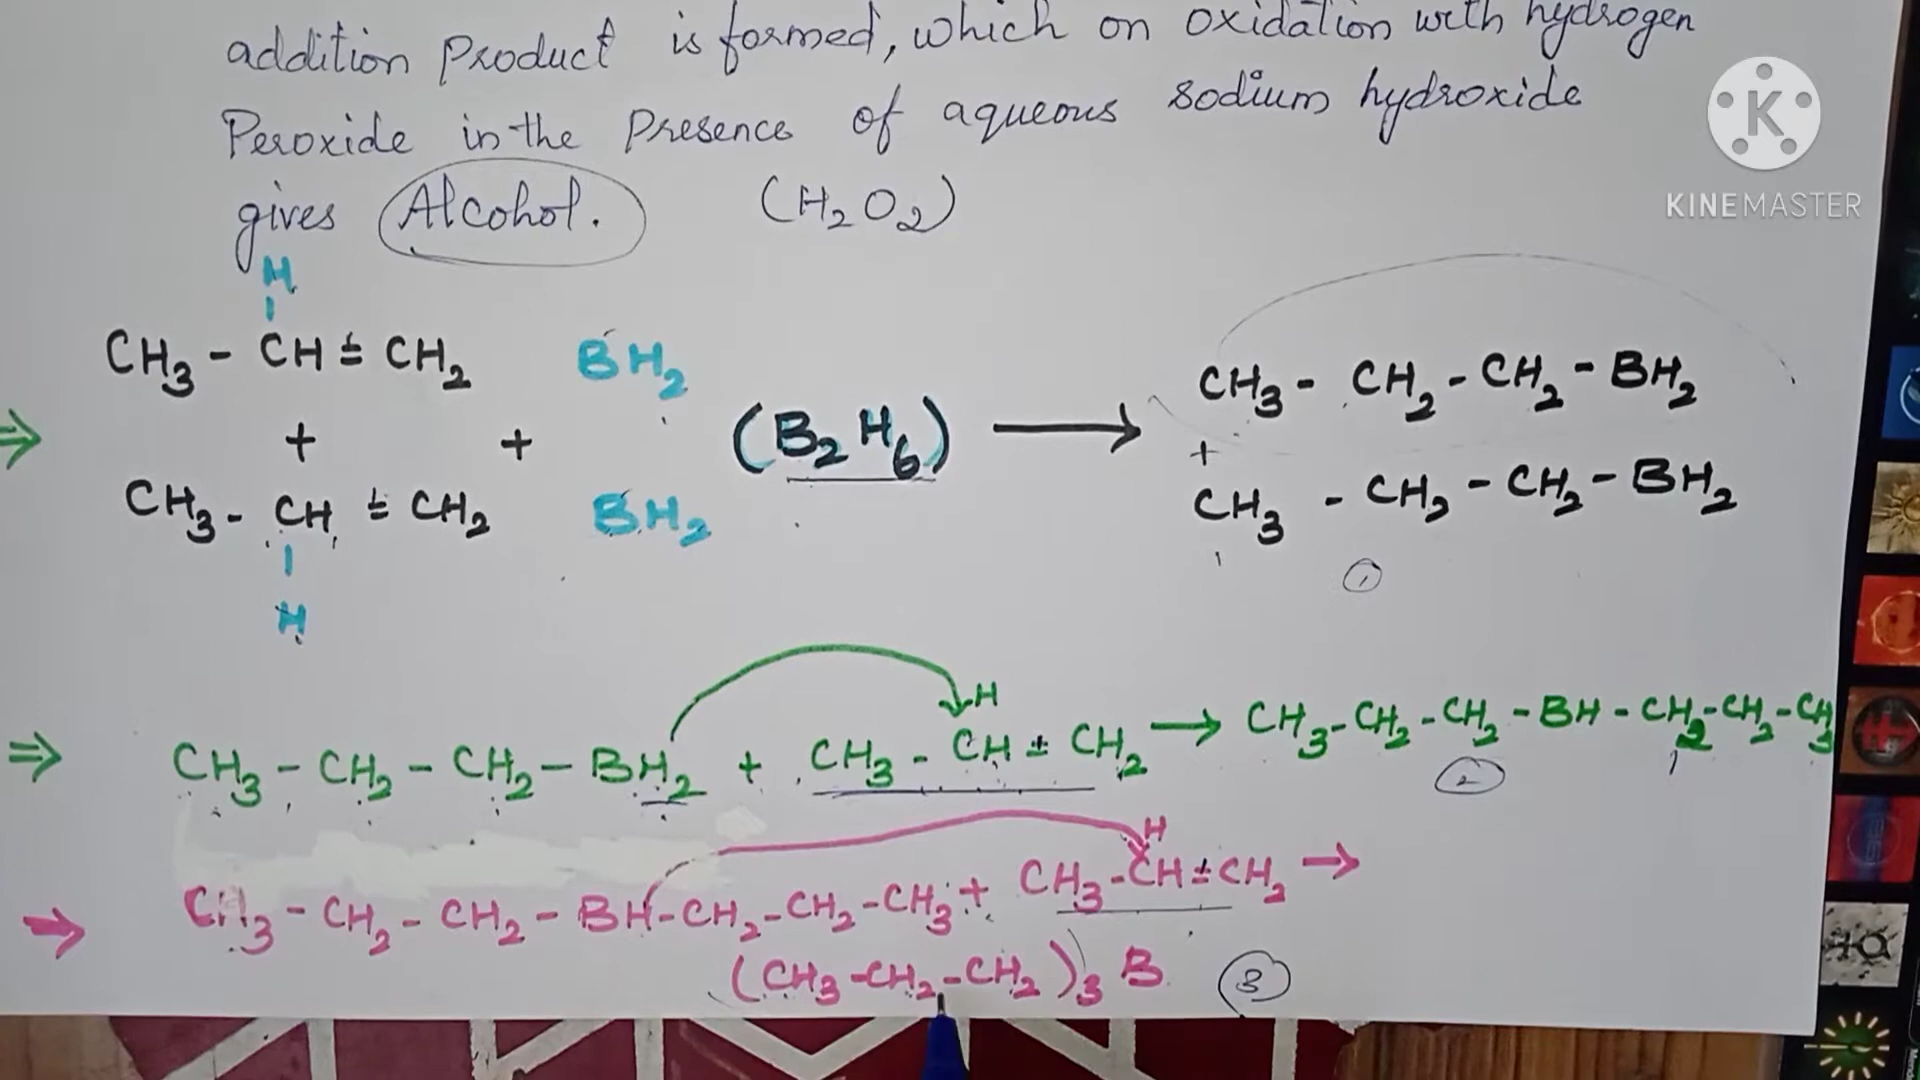 addition Product is formed, which on oxidation with hydrogen
Peroxide in the Presence of aqueous sodium hydroxide
gives Alcohol. (H2O2)
KINEMASTER
H
CH3 - CH = CH2 BH2
+ + (B2H6) ⟶ CH3 - CH2 - CH2 - BH2
+
CH3 - CH = CH2 BH2 CH3 - CH2 - CH2 - BH2
H
1
H
CH3 - CH2 - CH2 - BH2 + CH3 - CH = CH2 → CH3 - CH2 - CH2 - BH - CH2 - CH2 - CH3
2
H
CH3 - CH2 - CH2 - BH - CH2 - CH2 - CH3 + CH3 - CH = CH2 →
(CH3 - CH2 - CH2)3 B 3